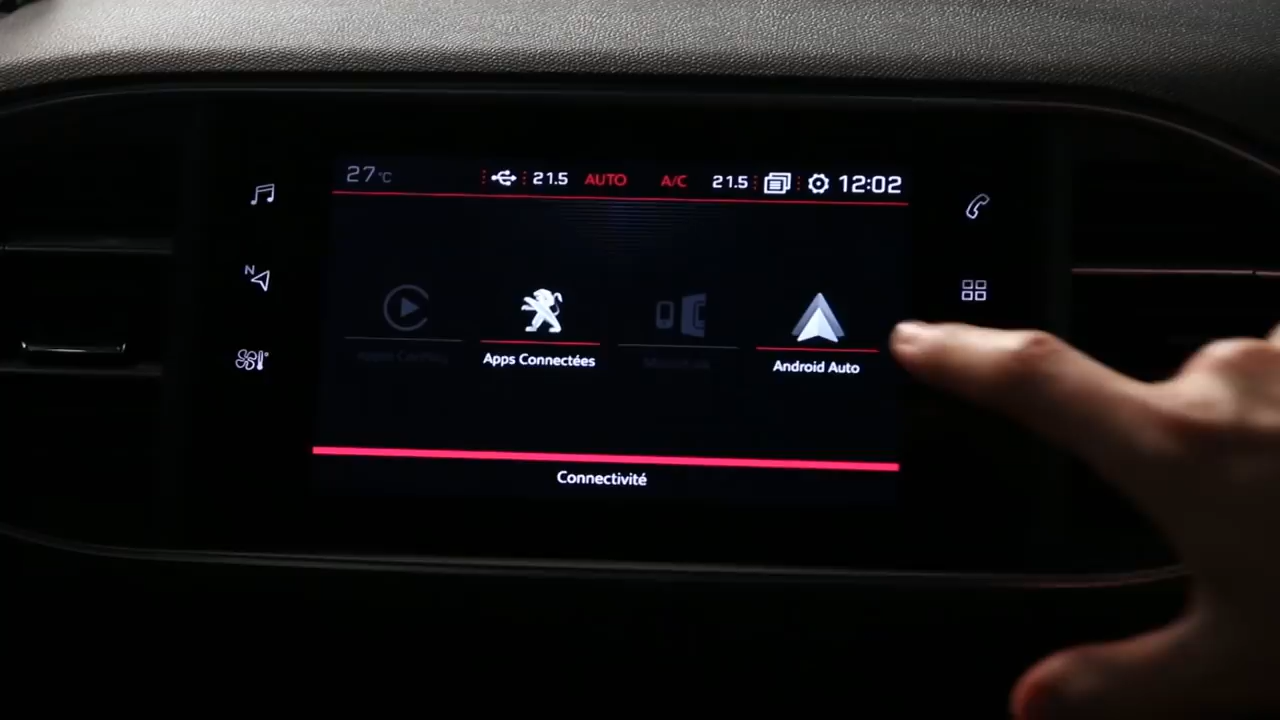 27°C 21.5 AUTO A/C 21.5 12:02
N
Apps Connectées
Android Auto
Connectivité